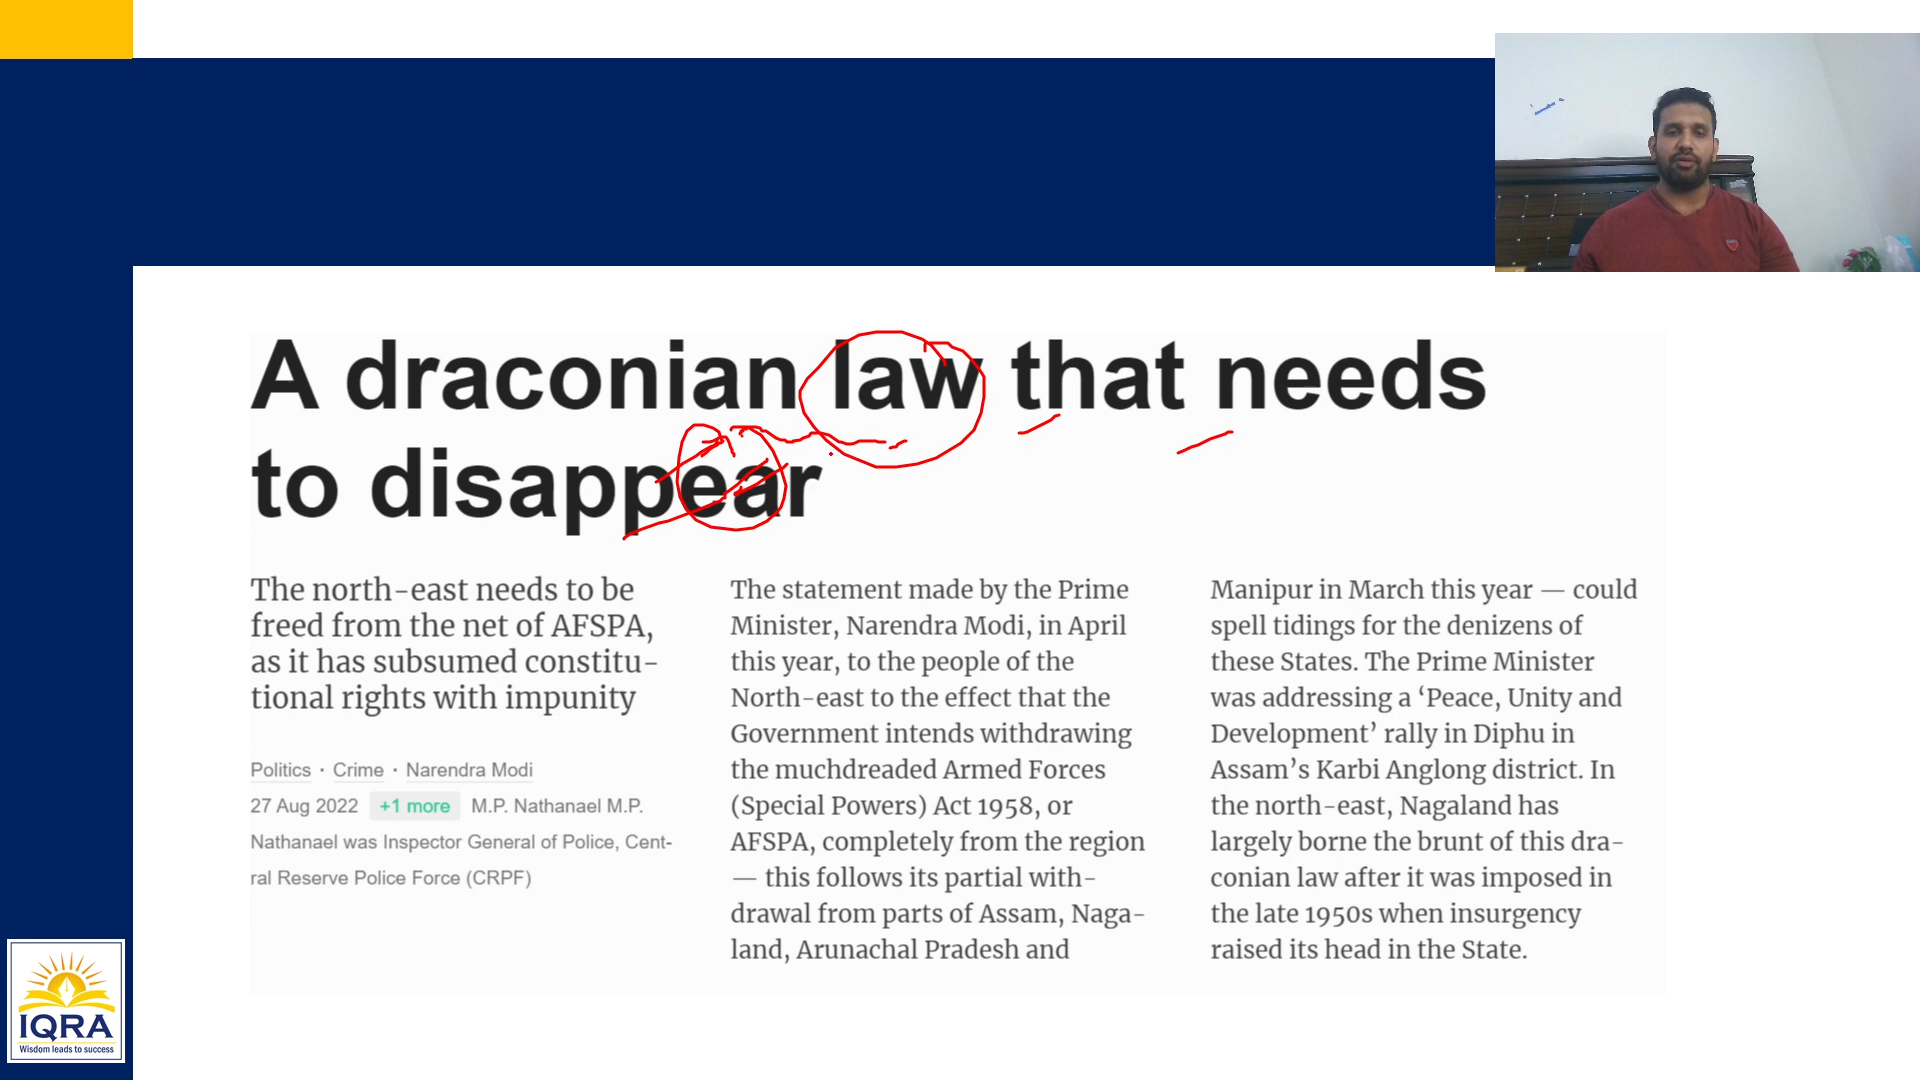 A draconian law that needs
to disappear
The north-east needs to be
freed from the net of AFSPA,
as it has subsumed constitu-
tional rights with impunity
Politics · Crime · Narendra Modi
27 Aug 2022 +1 more M.P. Nathanael M.P.
Nathanael was Inspector General of Police, Cent-
ral Reserve Police Force (CRPF)
The statement made by the Prime
Minister, Narendra Modi, in April
this year, to the people of the
North-east to the effect that the
Government intends withdrawing
the muchdreaded Armed Forces
(Special Powers) Act 1958, or
AFSPA, completely from the region
— this follows its partial with-
drawal from parts of Assam, Naga-
land, Arunachal Pradesh and
Manipur in March this year — could
spell tidings for the denizens of
these States. The Prime Minister
was addressing a ‘Peace, Unity and
Development’ rally in Diphu in
Assam’s Karbi Anglong district. In
the north-east, Nagaland has
largely borne the brunt of this dra-
conian law after it was imposed in
the late 1950s when insurgency
raised its head in the State.
IQRA
Wisdom leads to success